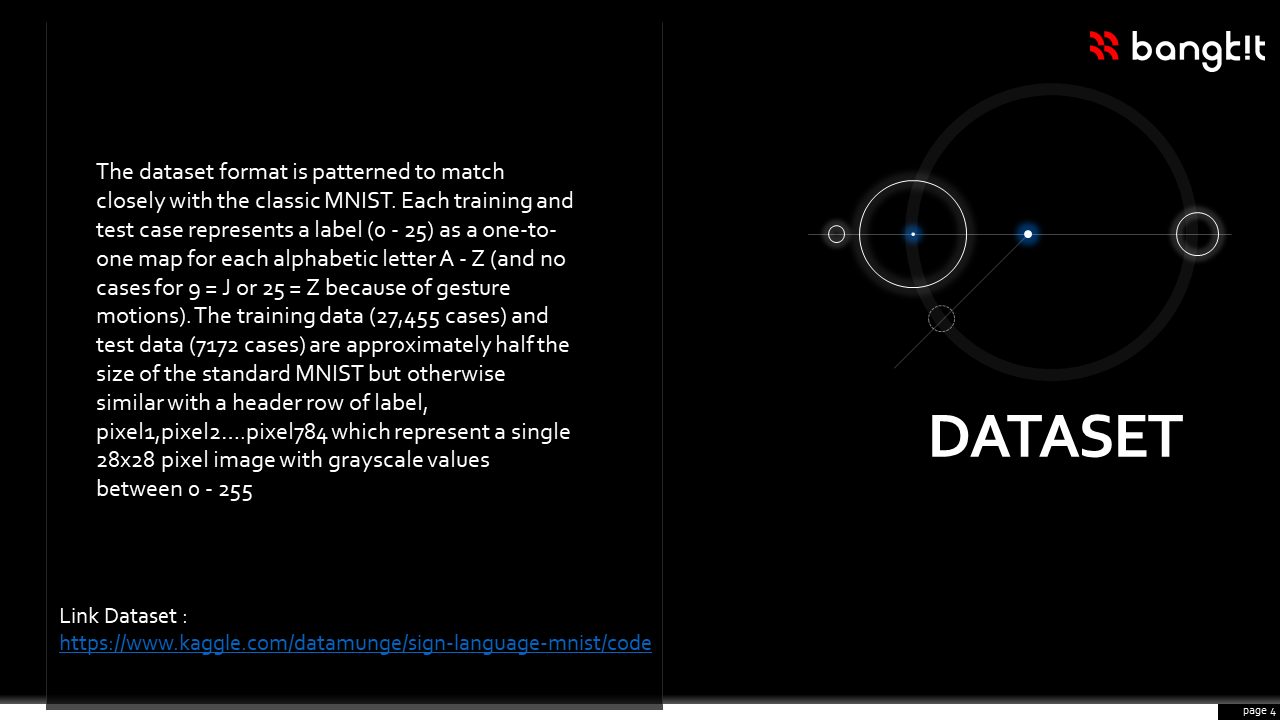 bangk!t
The dataset format is patterned to match
closely with the classic MNIST. Each training and
test case represents a label (0 - 25) as a one-to-
one map for each alphabetic letter A - Z (and no
cases for 9 = J or 25 = Z because of gesture
motions). The training data (27,455 cases) and
test data (7172 cases) are approximately half the
size of the standard MNIST but otherwise
similar with a header row of label,
pixel1,pixel2....pixel784 which represent a single
28x28 pixel image with grayscale values
between 0 - 255
DATASET
Link Dataset :
https://www.kaggle.com/datamunge/sign-language-mnist/code
page 4